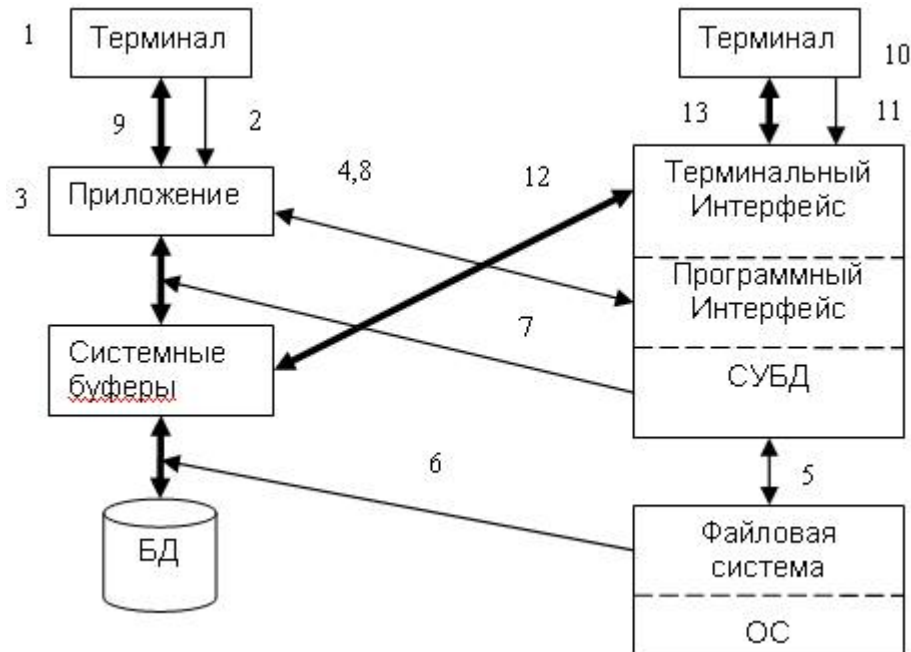 1
Терминал
Терминал
10
9
2
13
11
3
Приложение
4,8
12
Терминальный
Интерфейс
Программный
Интерфейс
7
Системные
буферы
СУБД
6
5
БД
Файловая
система
ОС